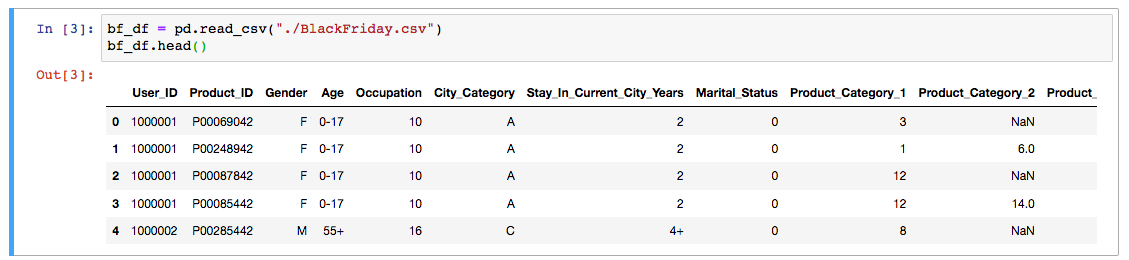 In [3]: bf_df = pd.read_csv("./BlackFriday.csv")
bf_df.head()
Out[3]:
User_ID Product_ID Gender Age Occupation City_Category Stay_In_Current_City_Years Marital_Status Product_Category_1 Product_Category_2 Product_
0 1000001 P00069042 F 0-17 10 A 2 0 3 NaN
1 1000001 P00248942 F 0-17 10 A 2 0 1 6.0
2 1000001 P00087842 F 0-17 10 A 2 0 12 NaN
3 1000001 P00085442 F 0-17 10 A 2 0 12 14.0
4 1000002 P00285442 M 55+ 16 C 4+ 0 8 NaN